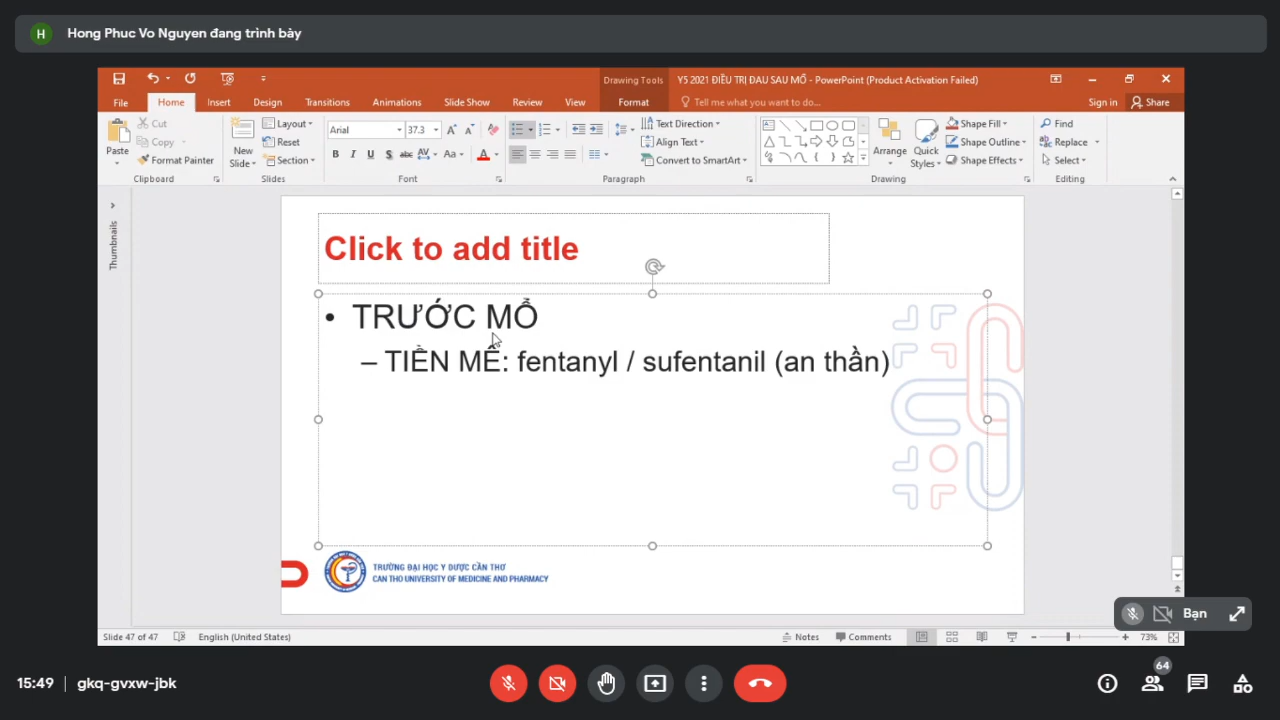 H Hong Phuc Vo Nguyen đang trình bày
Drawing Tools Y5 2021 ĐIỀU TRỊ ĐAU SAU MỔ - PowerPoint (Product Activation Failed)
File Home Insert Design Transitions Animations Slide Show Review View Format Tell me what you want to do... Sign in Share
Paste Cut Copy Format Painter Clipboard
New Slide Layout Reset Section Slides
Arial 37.3 B I U S abc AV Aa A Font
Text Direction Align Text Convert to SmartArt Paragraph
Arrange Quick Styles Shape Fill Shape Outline Shape Effects Drawing
Find Replace Select Editing
Thumbnails
Click to add title
• TRƯỚC MỔ
– TIỀN MÊ: fentanyl / sufentanil (an thần)
TRƯỜNG ĐẠI HỌC Y DƯỢC CẦN THƠ
CAN THO UNIVERSITY OF MEDICINE AND PHARMACY
Bạn
Slide 47 of 47 English (United States) Notes Comments 73%
15:49 | gkq-gvxw-jbk 64